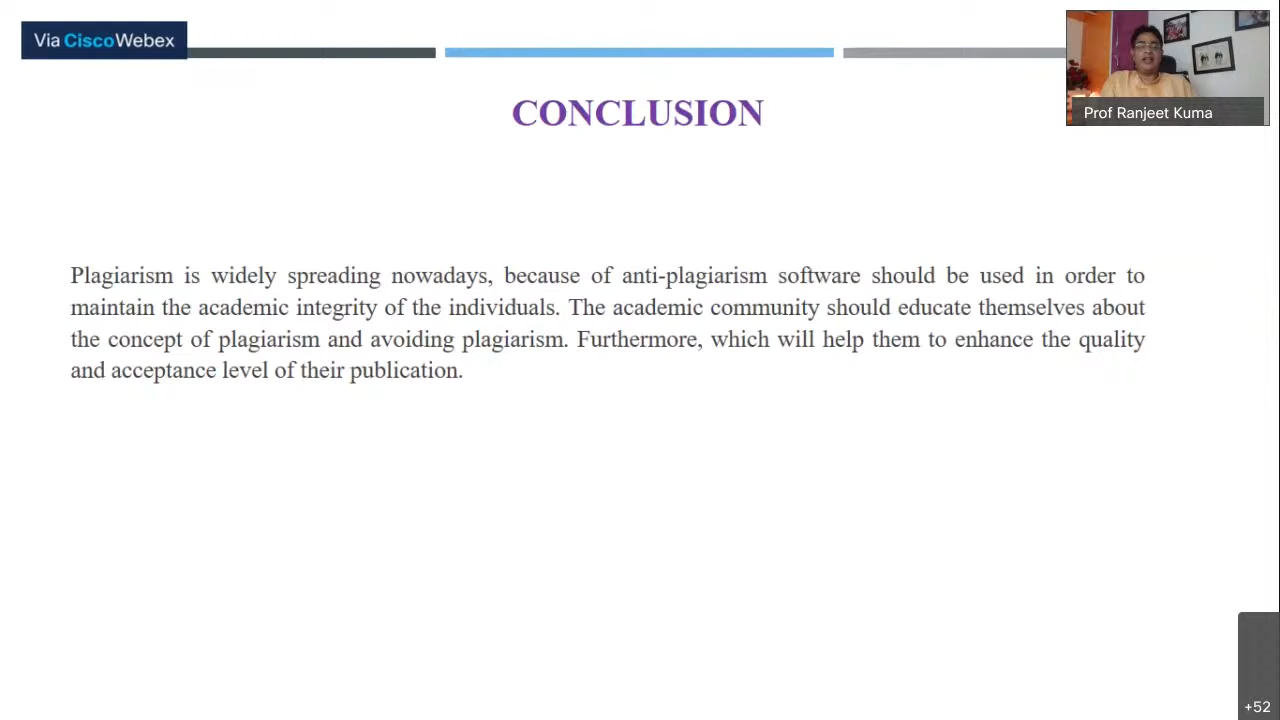 Via CiscoWebex
Prof Ranjeet Kuma
CONCLUSION
Plagiarism is widely spreading nowadays, because of anti-plagiarism software should be used in order to
maintain the academic integrity of the individuals. The academic community should educate themselves about
the concept of plagiarism and avoiding plagiarism. Furthermore, which will help them to enhance the quality
and acceptance level of their publication.
+52